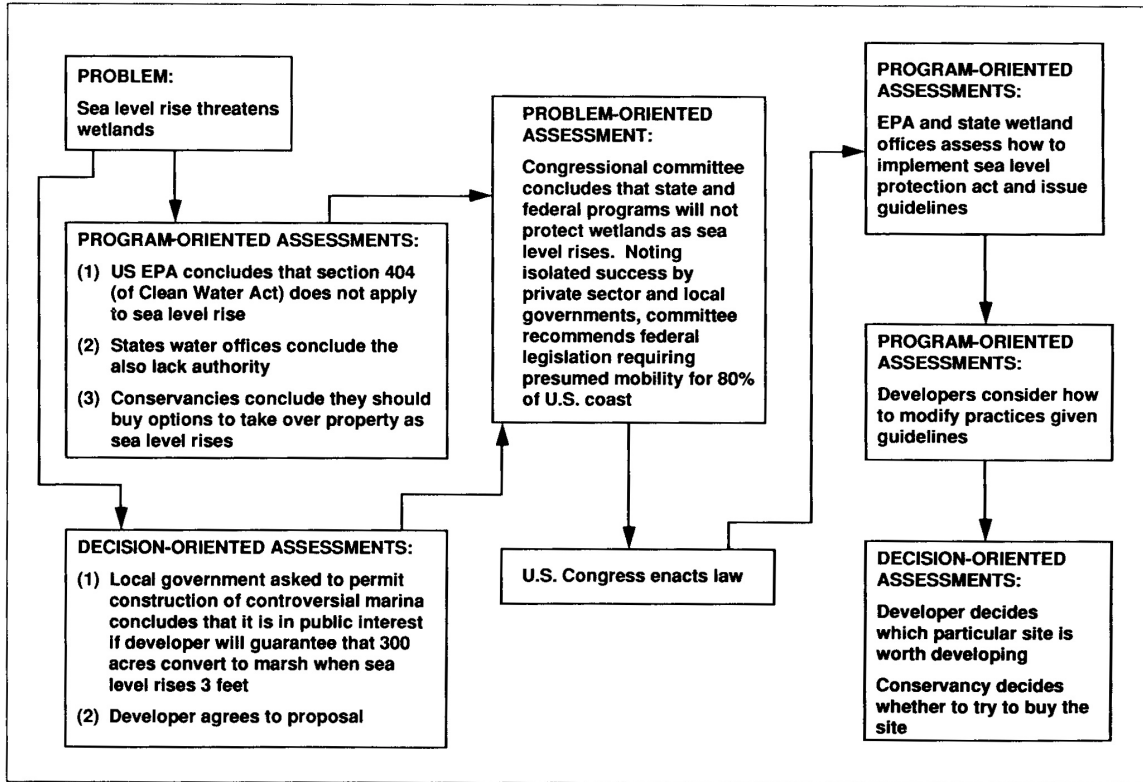 PROBLEM:
Sea level rise threatens
wetlands
PROGRAM-ORIENTED ASSESSMENTS:
(1) US EPA concludes that section 404
(of Clean Water Act) does not apply
to sea level rise
(2) States water offices conclude the
also lack authority
(3) Conservancies conclude they should
buy options to take over property as
sea level rises
DECISION-ORIENTED ASSESSMENTS:
(1) Local government asked to permit
construction of controversial marina
concludes that it is in public interest
if developer will guarantee that 300
acres convert to marsh when sea
level rises 3 feet
(2) Developer agrees to proposal
PROBLEM-ORIENTED
ASSESSMENT:
Congressional committee
concludes that state and
federal programs will not
protect wetlands as sea
level rises. Noting
isolated success by
private sector and local
governments, committee
recommends federal
legislation requiring
presumed mobility for 80%
of U.S. coast
U.S. Congress enacts law
PROGRAM-ORIENTED
ASSESSMENTS:
EPA and state wetland
offices assess how to
implement sea level
protection act and issue
guidelines
PROGRAM-ORIENTED
ASSESSMENTS:
Developers consider how
to modify practices given
guidelines
DECISION-ORIENTED
ASSESSMENTS:
Developer decides
which particular site is
worth developing
Conservancy decides
whether to try to buy the
site